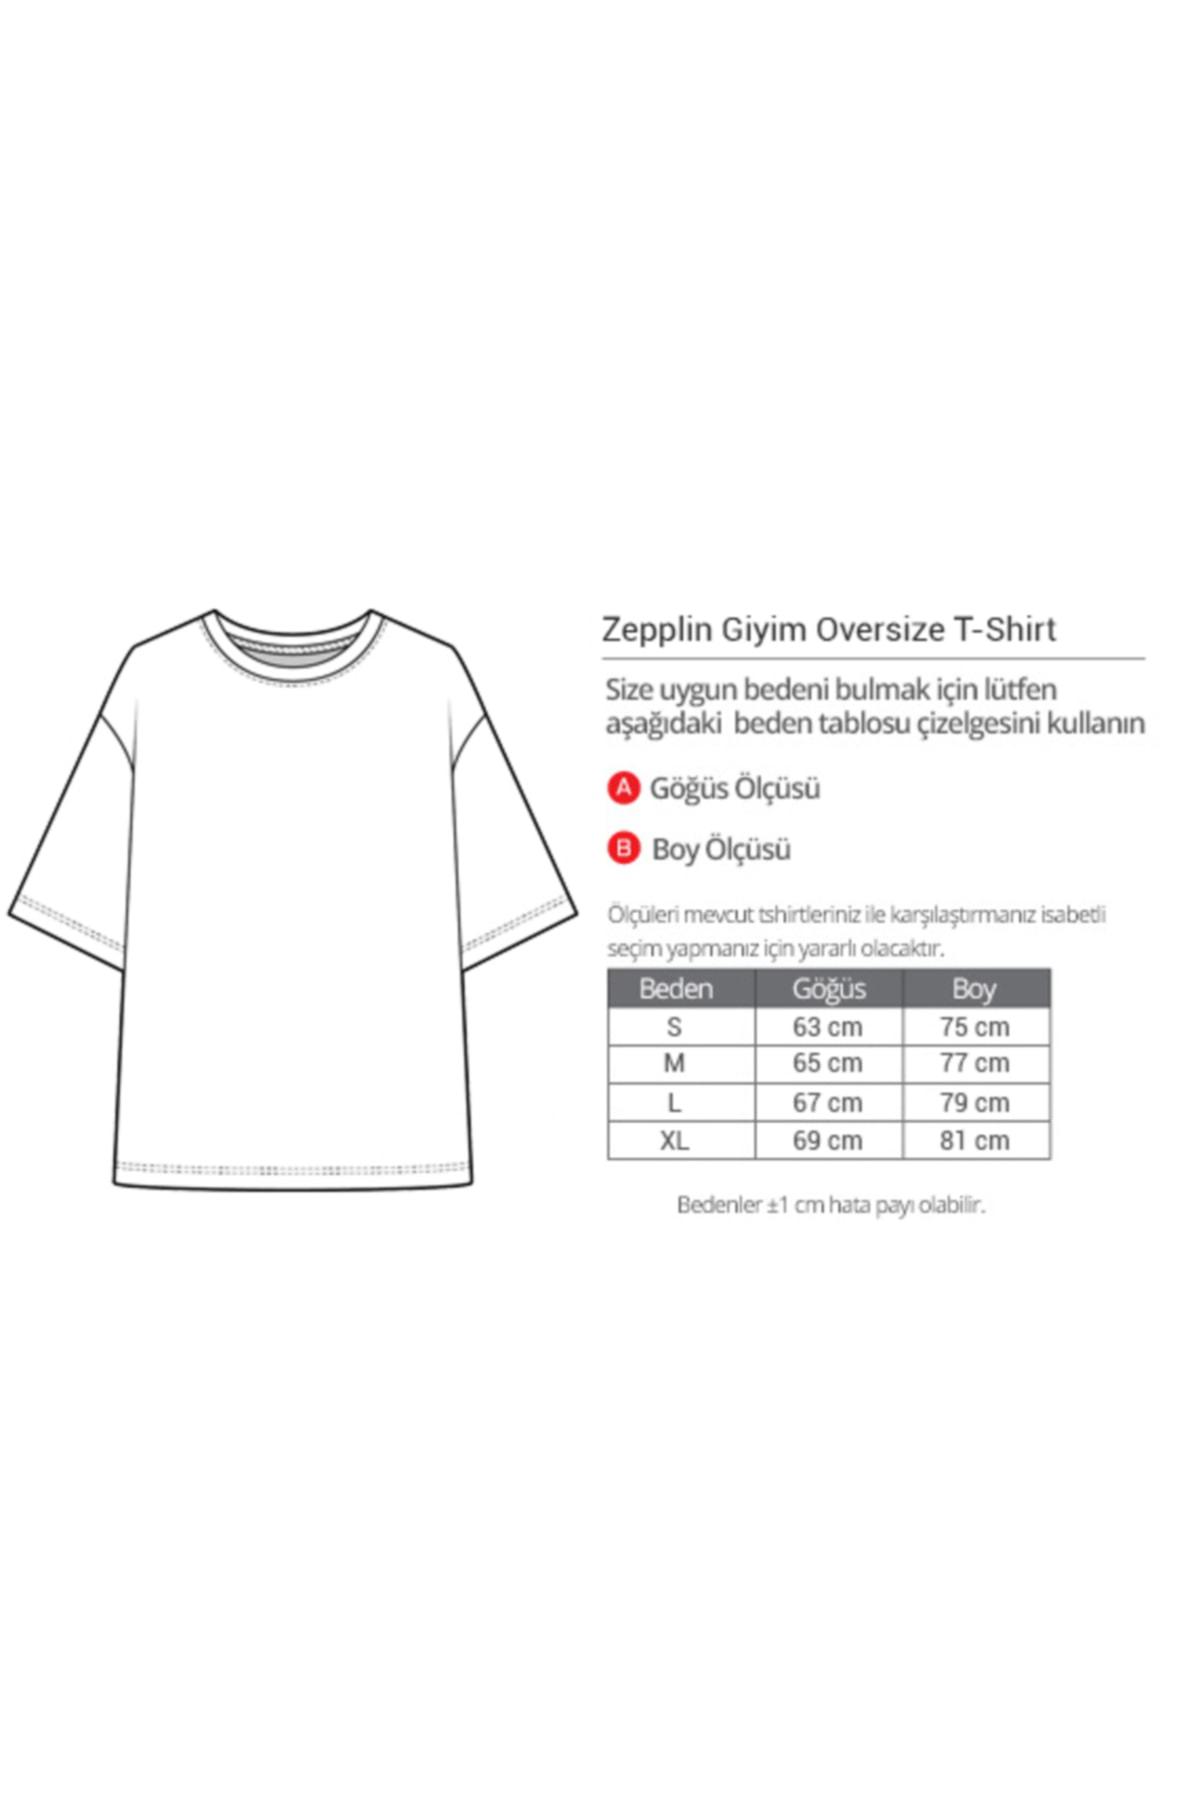 Zepplin Giyim Oversize T-Shirt
Size uygun bedeni bulmak için lütfen
aşağıdaki beden tablosu çizelgesini kullanın
A Göğüs Ölçüsü
B Boy Ölçüsü
Ölçüleri mevcut tshirtleriniz ile karşılaştırmanız isabetli
seçim yapmanız için yararlı olacaktır.
Beden Göğüs Boy
S 63 cm 75 cm
M 65 cm 77 cm
L 67 cm 79 cm
XL 69 cm 81 cm
Bedenler ±1 cm hata payı olabilir.